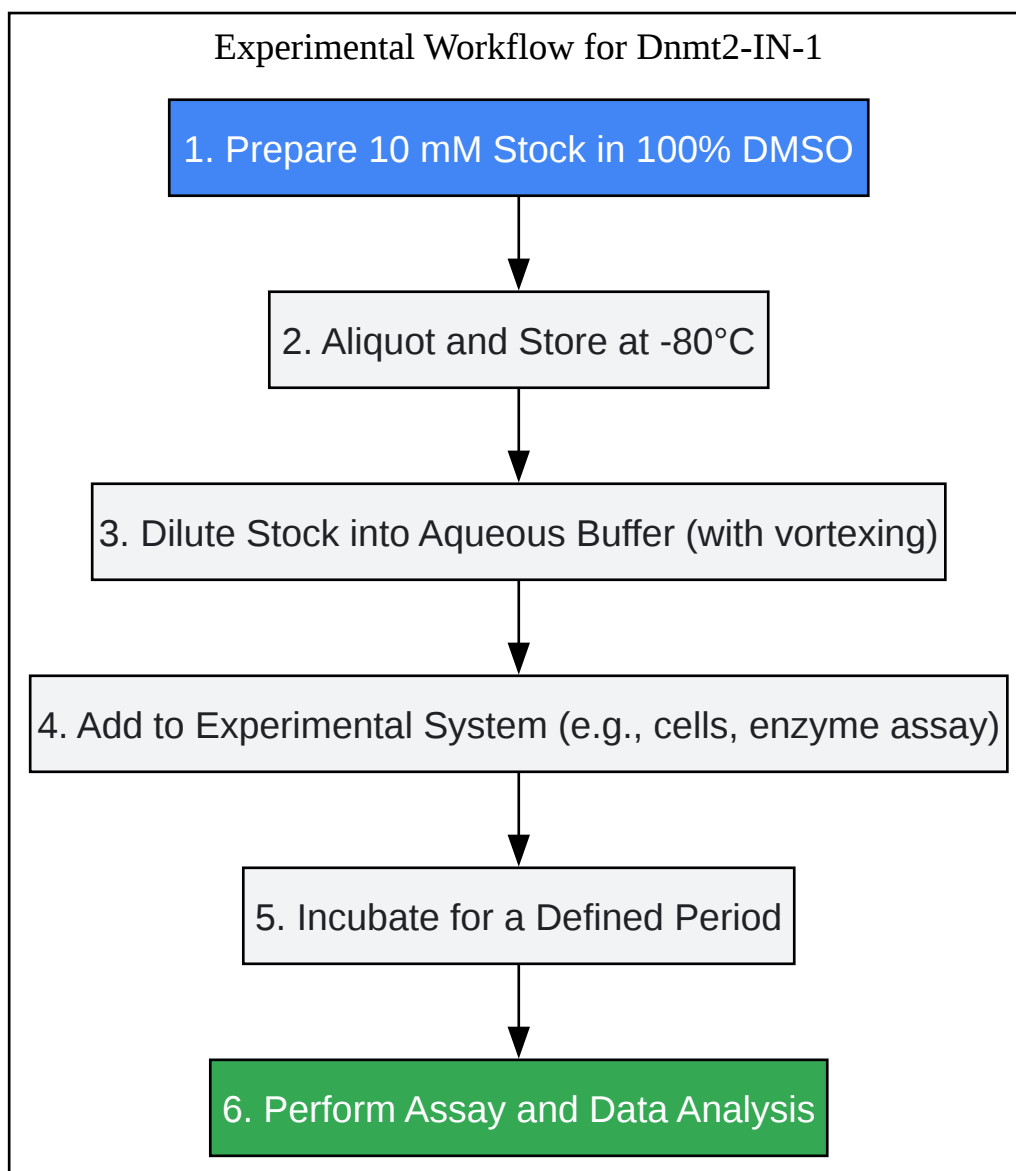 Experimental Workflow for Dnmt2-IN-1
1. Prepare 10 mM Stock in 100% DMSO
2. Aliquot and Store at -80°C
3. Dilute Stock into Aqueous Buffer (with vortexing)
4. Add to Experimental System (e.g., cells, enzyme assay)
5. Incubate for a Defined Period
6. Perform Assay and Data Analysis